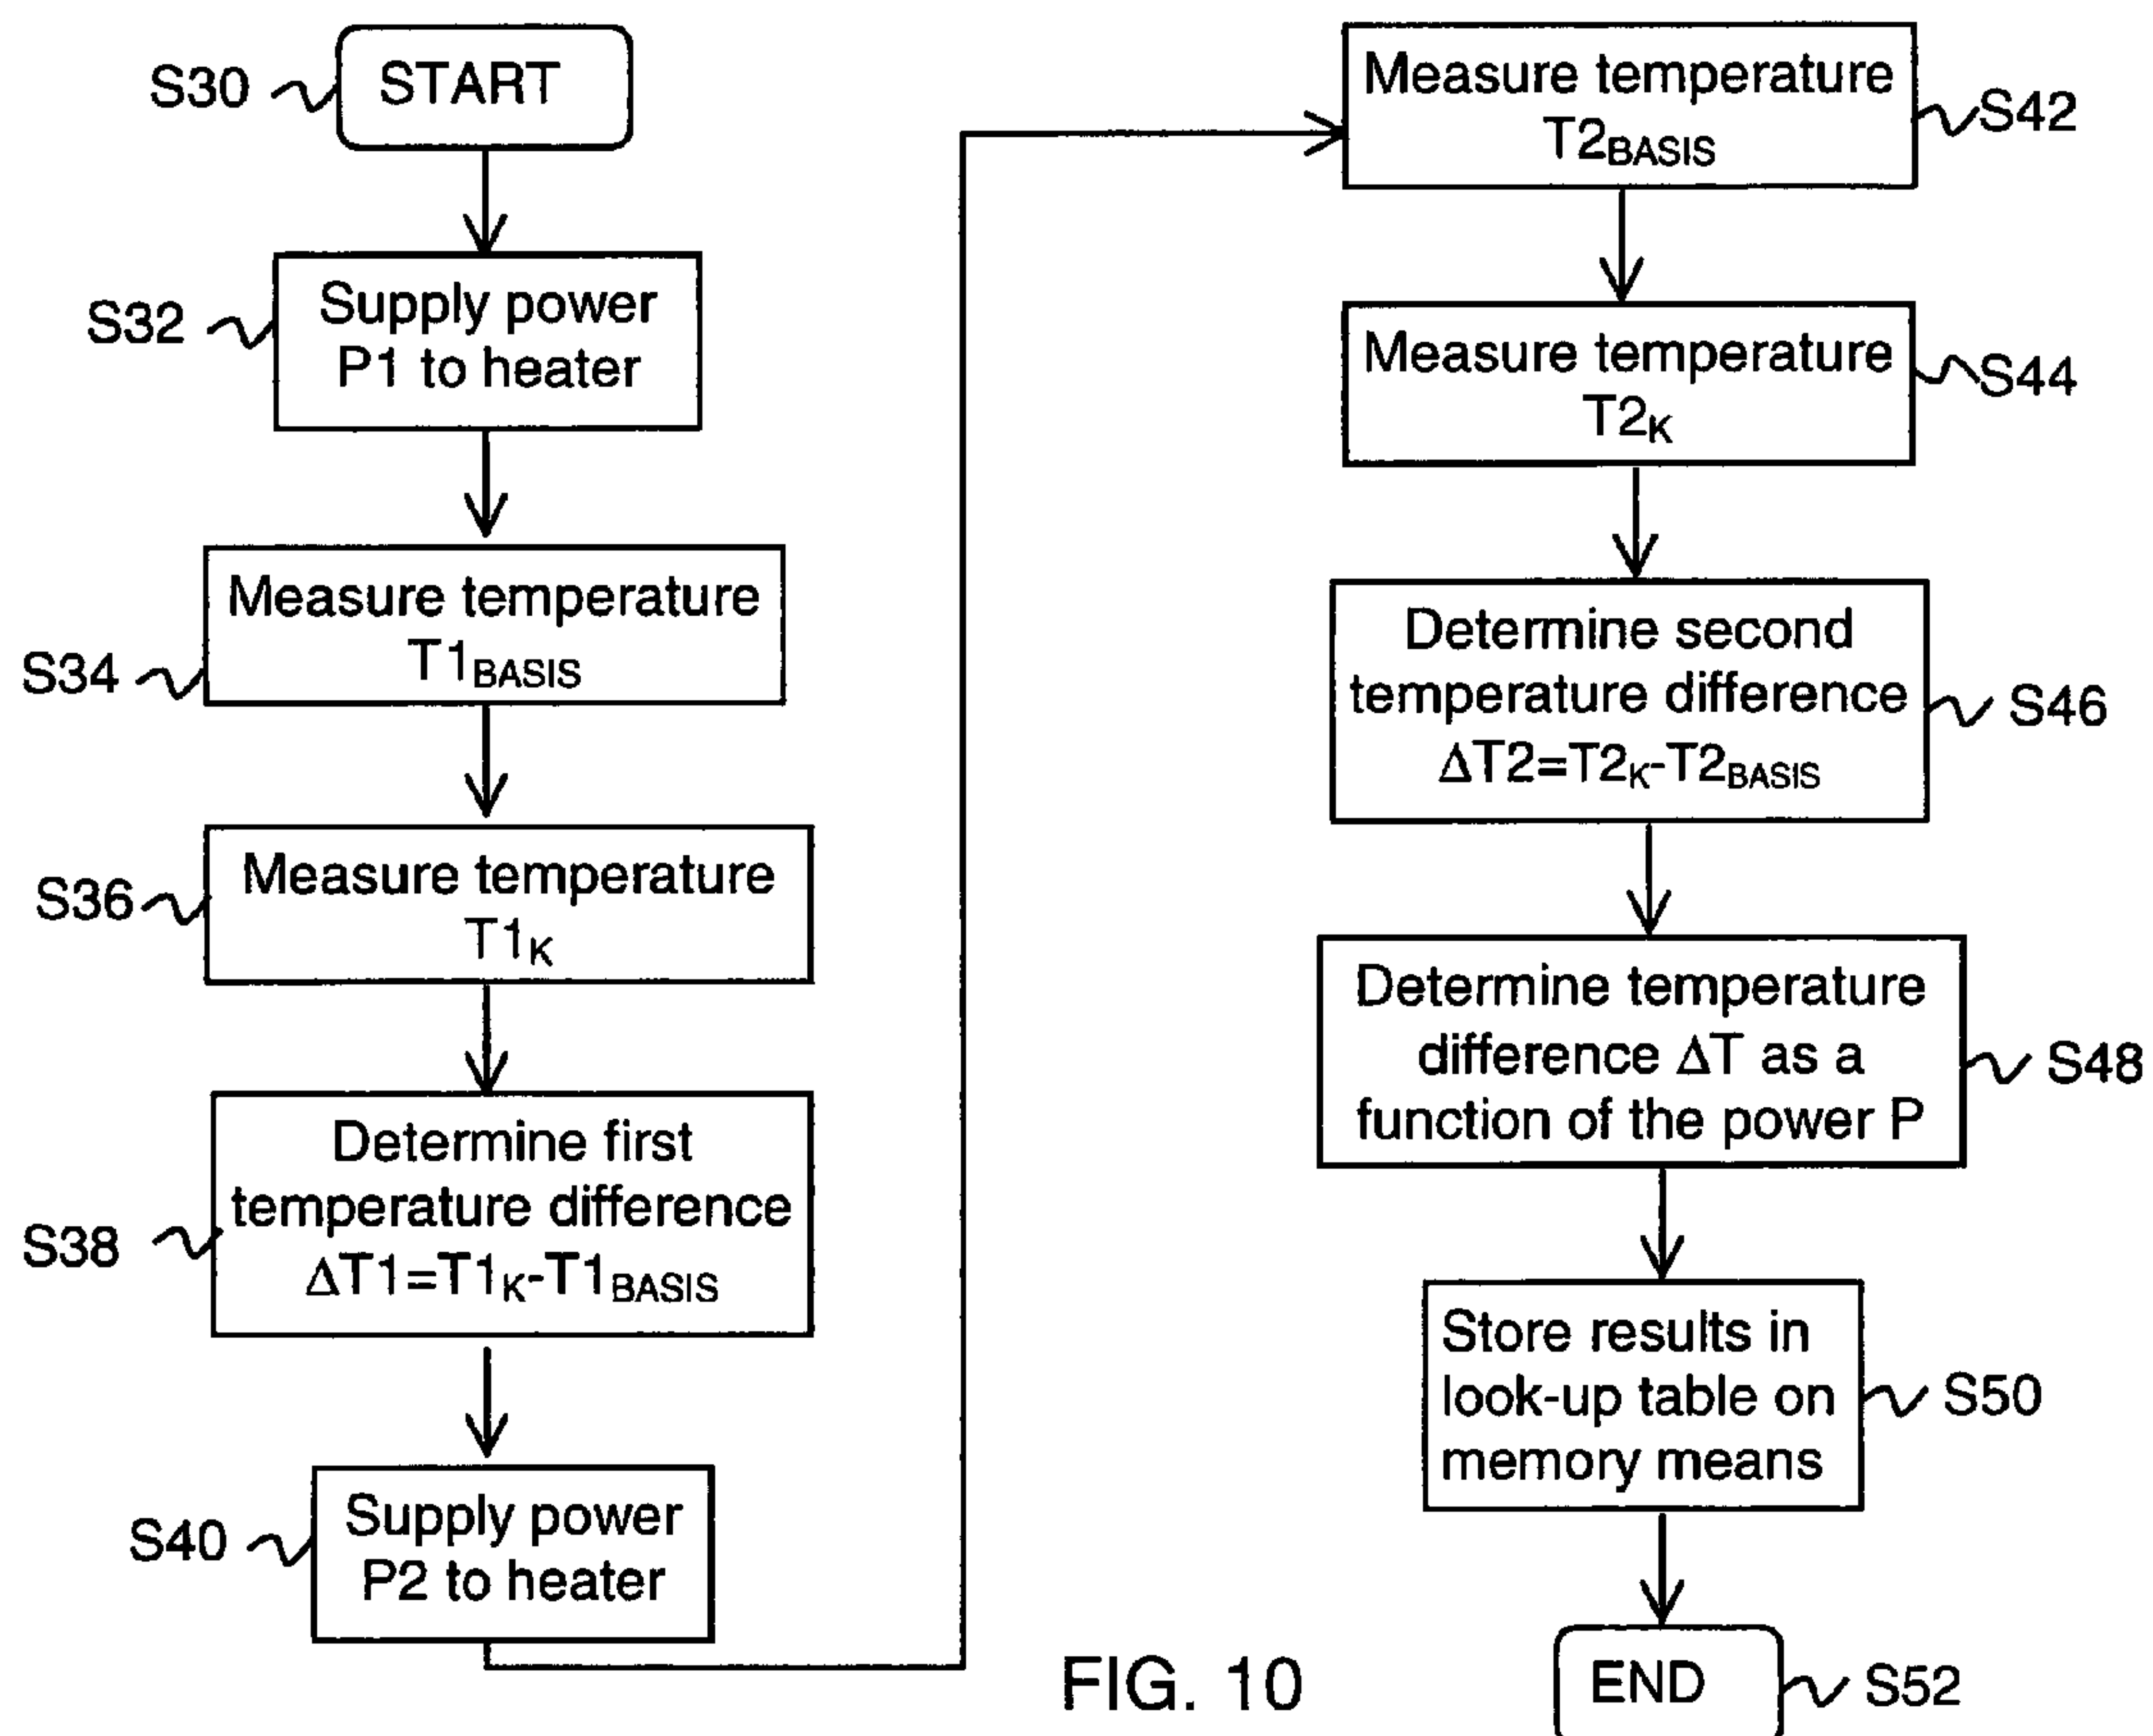 S30
START
S32
Supply power
P1 to heater
S34
Measure temperature
T1BASIS
S36
Measure temperature
T1K
S38
Determine first
temperature difference
ΔT1=T1K-T1BASIS
S40
Supply power
P2 to heater
Measure temperature
T2BASIS
S42
Measure temperature
T2K
S44
Determine second
temperature difference
ΔT2=T2K-T2BASIS
S46
Determine temperature
difference ΔT as a
function of the power P
S48
Store results in
look-up table on
memory means
S50
END
S52
FIG. 10